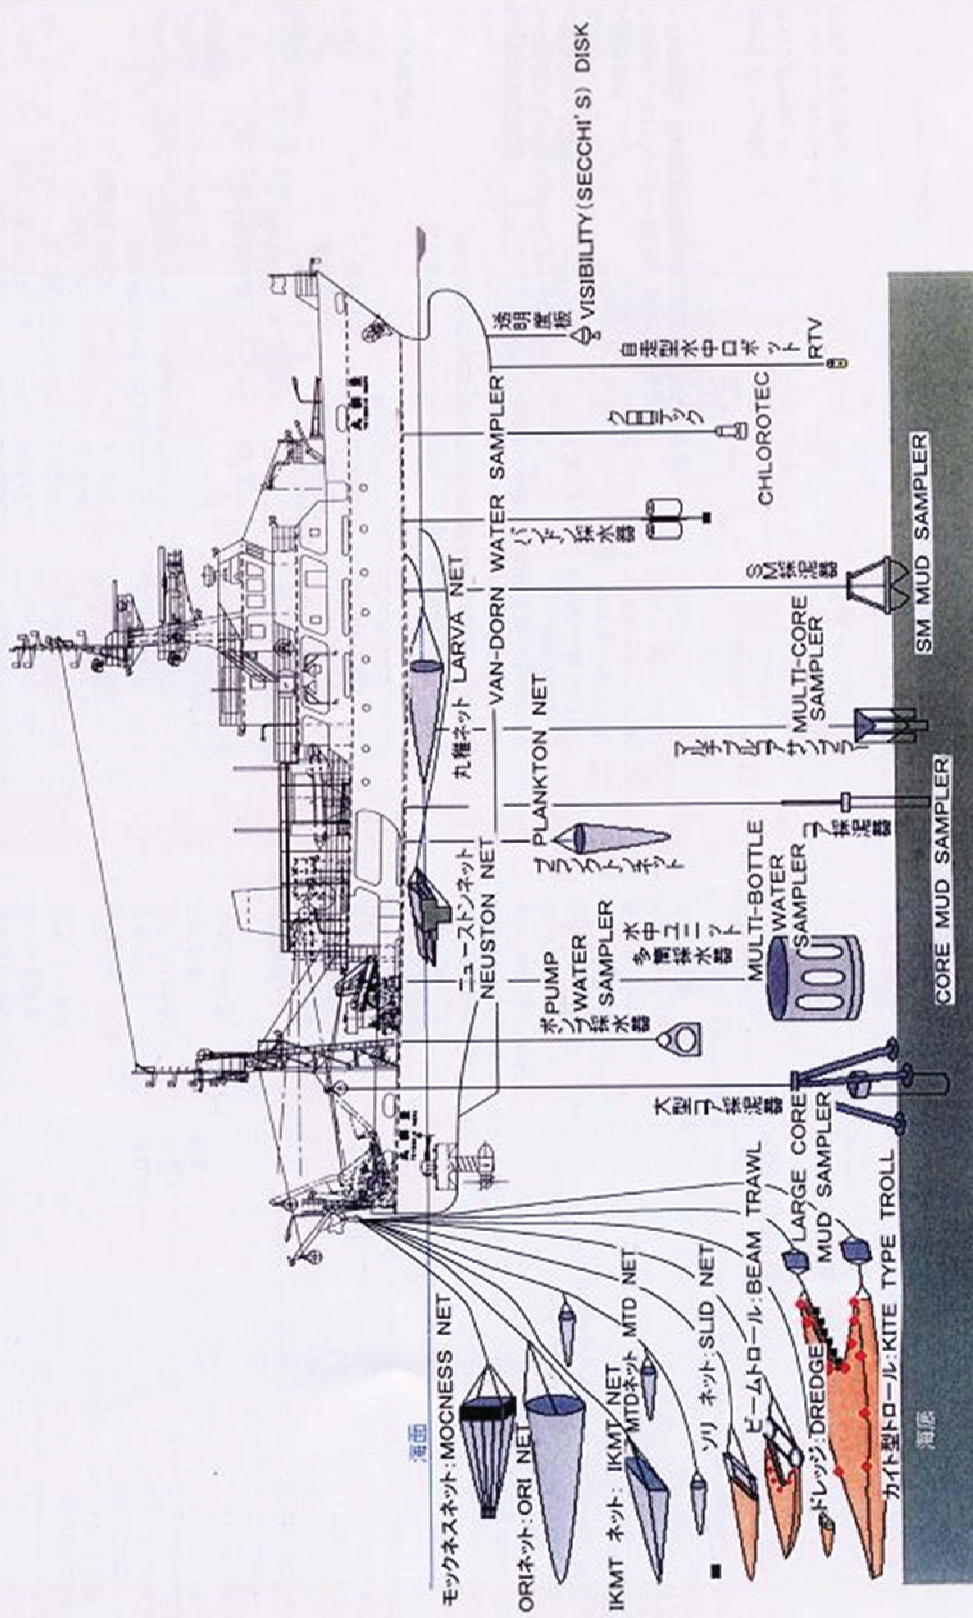 海面
モックネスネット:MOCNESS NET
ORIネット:ORI NET
IKMT ネット: IKMT NET
MTDネット MTD NET
ソリ ネット:SLID NET
ビームトロール:BEAM TRAWL
ドレッジ:DREDGE
カイト型トロール:KITE TYPE TROLL
海底
大型コア採泥器
LARGE CORE
MUD SAMPLER
ポンプ採水器
PUMP
WATER
SAMPLER
水中ユニット
多筒採水器
MULTI-BOTTLE
WATER
SAMPLER
ニューストンネット
NEUSTON NET
プランクトンネット
PLANKTON NET
コア採泥器
CORE MUD SAMPLER
丸稚ネット LARVA NET
マルチプルコアサンプラー
MULTI-CORE
SAMPLER
SM採泥器
SM MUD SAMPLER
バンドン採水器
VAN-DORN WATER SAMPLER
クロロテック
CHLOROTEC
自走型水中ロボット
RTV
透明度板
VISIBILITY(SECCHI'S) DISK